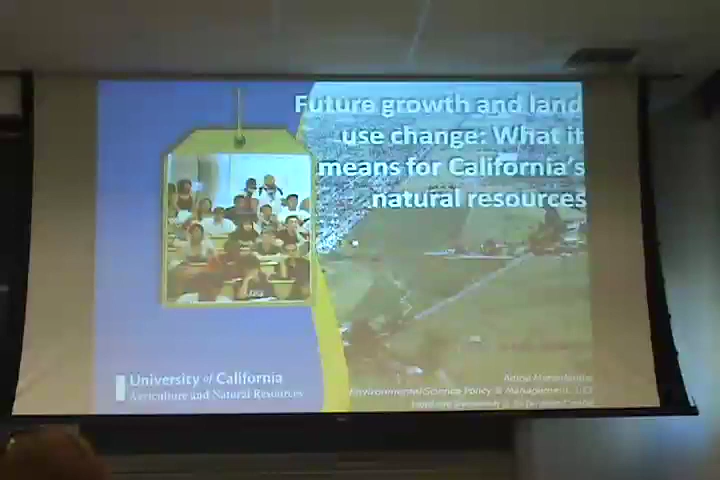 Future growth and land
use change: What it
means for California's
natural resources
University of California
Agriculture and Natural Resources
Environmental Science Policy & Management